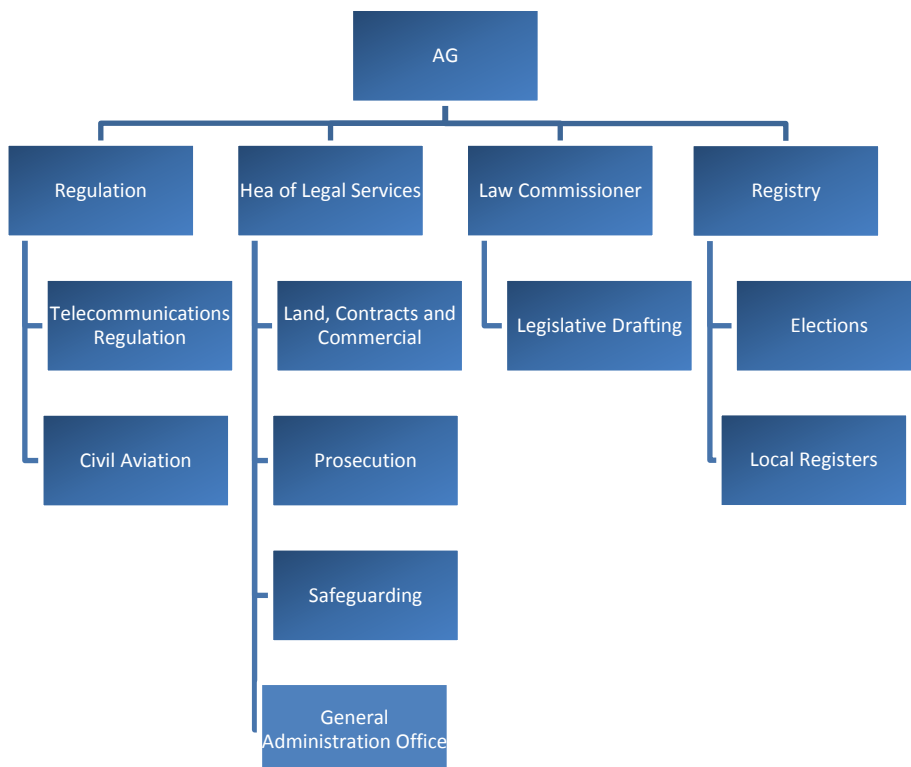 AG
Regulation
Hea of Legal Services
Law Commissioner
Registry
Telecommunications
Regulation
Land, Contracts and
Commercial
Legislative Drafting
Elections
Civil Aviation
Prosecution
Local Registers
Safeguarding
General
Administration Office